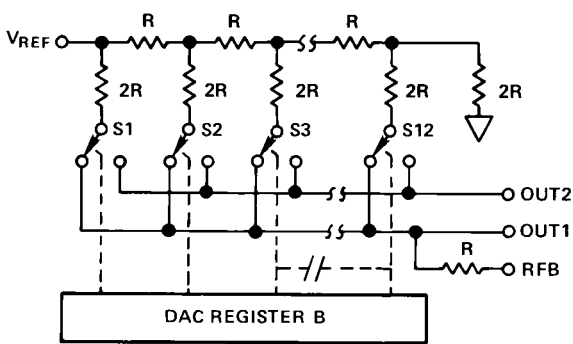 R R R
VREF
2R 2R 2R 2R 2R
S1 S2 S3 S12
OUT2
OUT1
R RFB
DAC REGISTER B